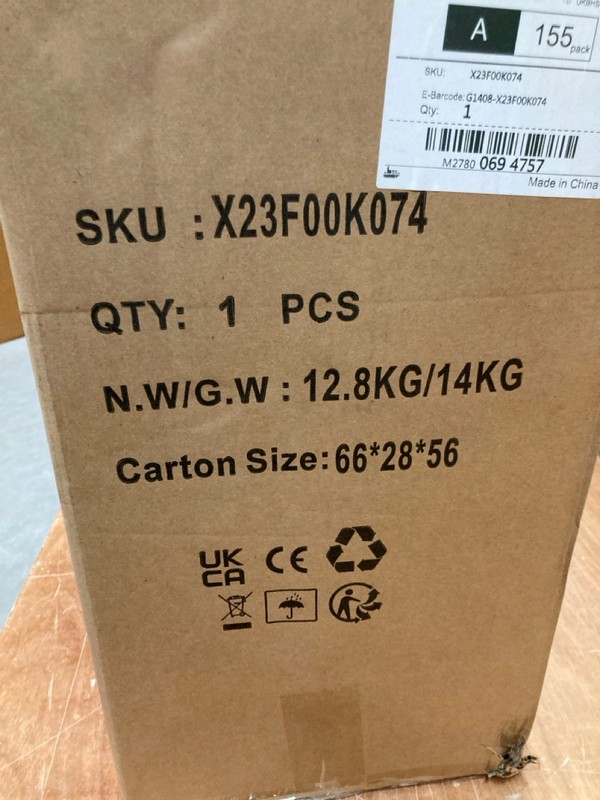 A 155 pack
SKU: X23F00K074
E-Barcode: G1408-X23F00K074
Qty: 1
M2780 069 4757
Made in China
SKU : X23F00K074
QTY: 1 PCS
N.W/G.W : 12.8KG/14KG
Carton Size: 66*28*56
UK CE
CA